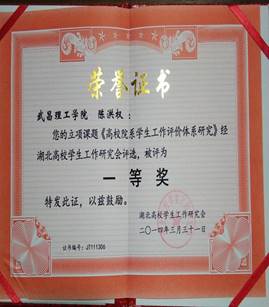 荣誉证书
武昌理工学院 陈洪权：
您的立项课题《高校院系学生工作评价体系研究》经
湖北高校学生工作研究会评选，被评为
一等奖
特发此证，以兹鼓励。
湖北高校学生工作研究会
二〇一四年三月三十一日
证书编号：JT111306